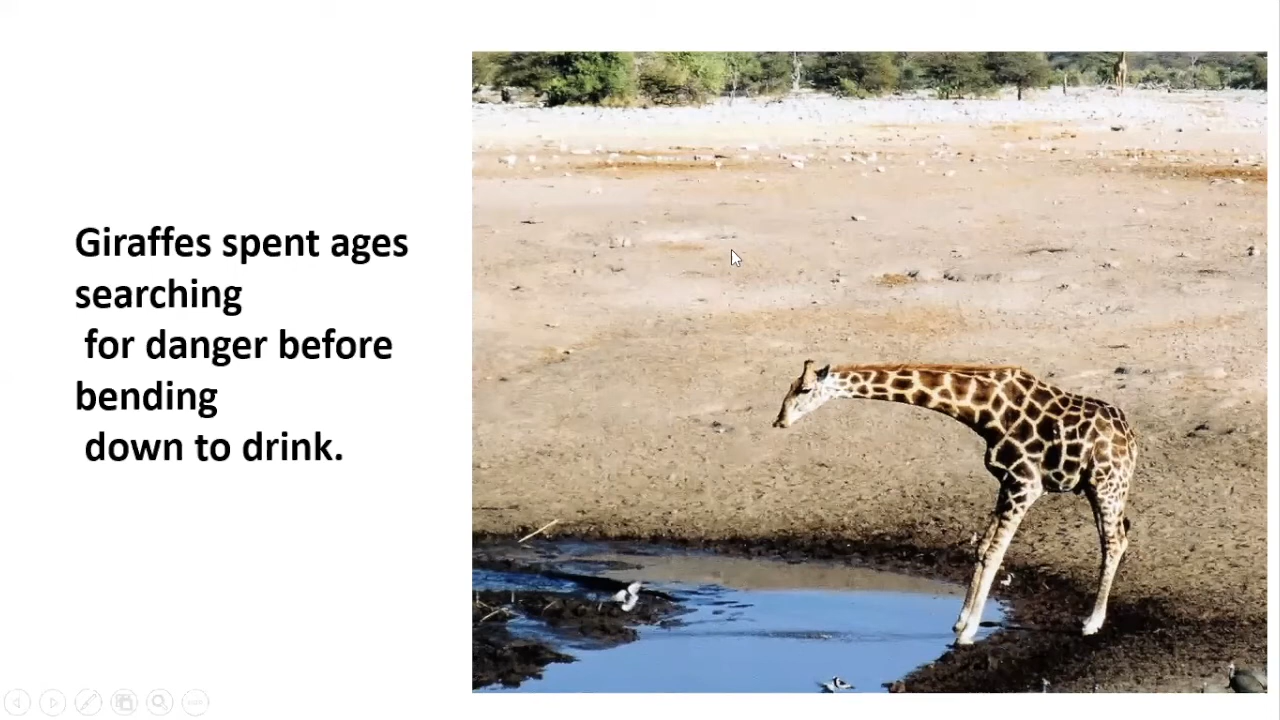 Giraffes spent ages
searching
for danger before
bending
down to drink.